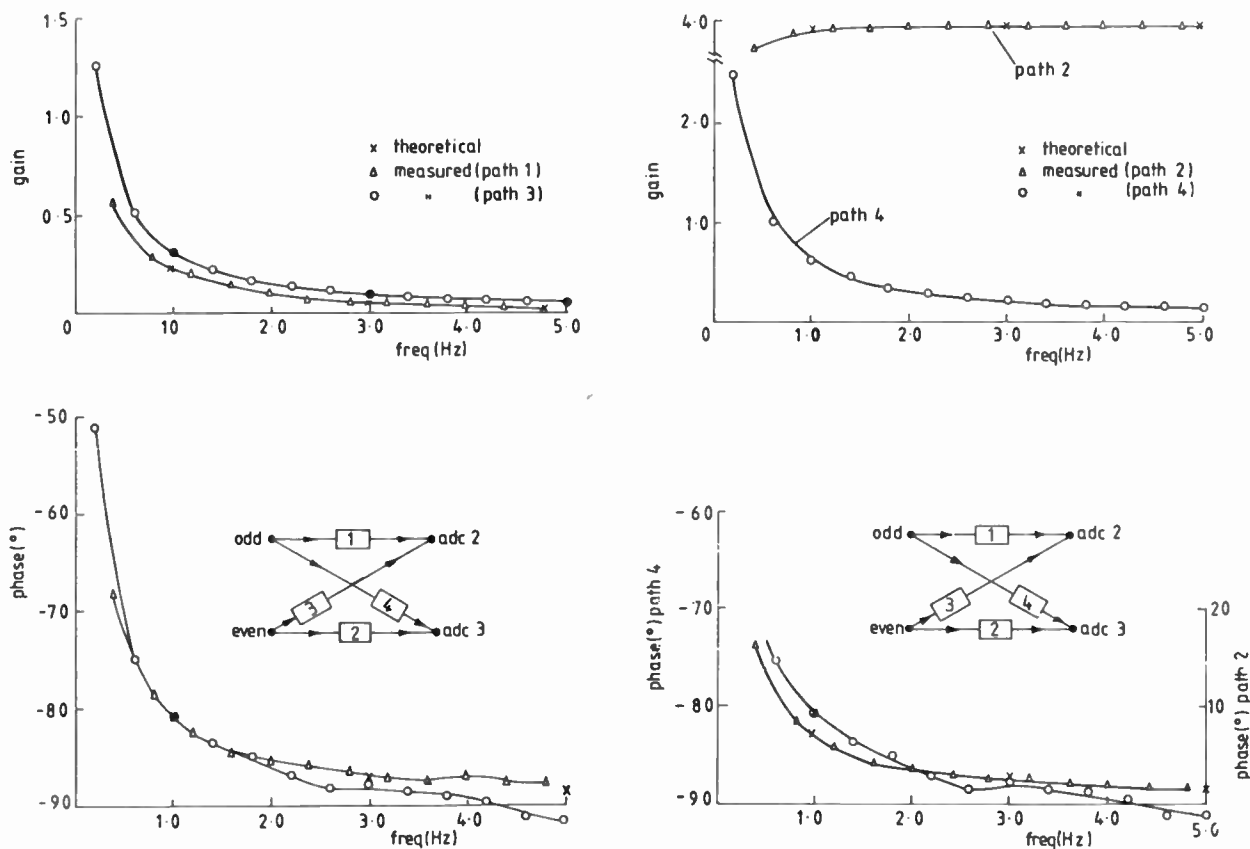 1·5
1·0
0·5
0
gain
1·0
2·0
3·0
4·0
5·0
freq(Hz)
x theoretical
△ measured (path 1)
○ " (path 3)
4·0
2·0
1·0
0
gain
1·0
2·0
3·0
4·0
5·0
freq(Hz)
path 2
path 4
x theoretical
△ measured (path 2)
○ " (path 4)
-50
-70
-80
-90
phase(°)
1·0
2·0
3·0
4·0
5·0
freq(Hz)
odd
1
adc 2
3
4
even
2
adc 3
-60
-70
-80
-90
phase(°) path 4
1·0
2·0
3·0
4·0
5·0
freq(Hz)
20
10
phase(°) path 2
odd
1
adc 2
3
4
even
2
adc 3